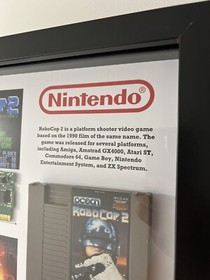 Nintendo®
RoboCop 2 is a platform shooter video game
based on the 1990 film of the same name. The
game was released for several platforms,
including Amiga, Amstrad GX4000, Atari ST,
Commodore 64, Game Boy, Nintendo
Entertainment System, and ZX Spectrum.
ROBOCOP 2